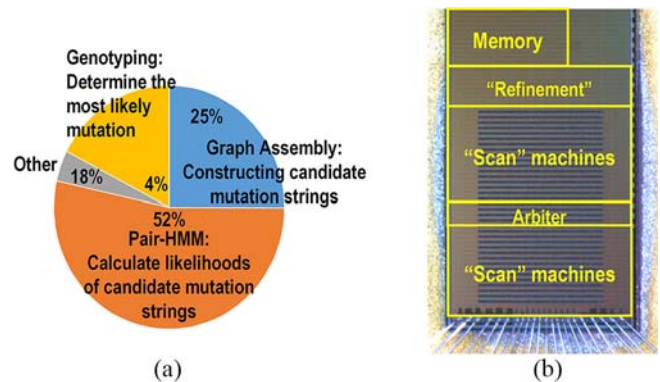 Genotyping:
Determine the
most likely
mutation
25%
Graph Assembly:
Constructing candidate
mutation strings
Other
18%
4%
52%
Pair-HMM:
Calculate likelihoods
of candidate mutation
strings
(a)
Memory
"Refinement"
"Scan" machines
Arbiter
"Scan" machines
(b)